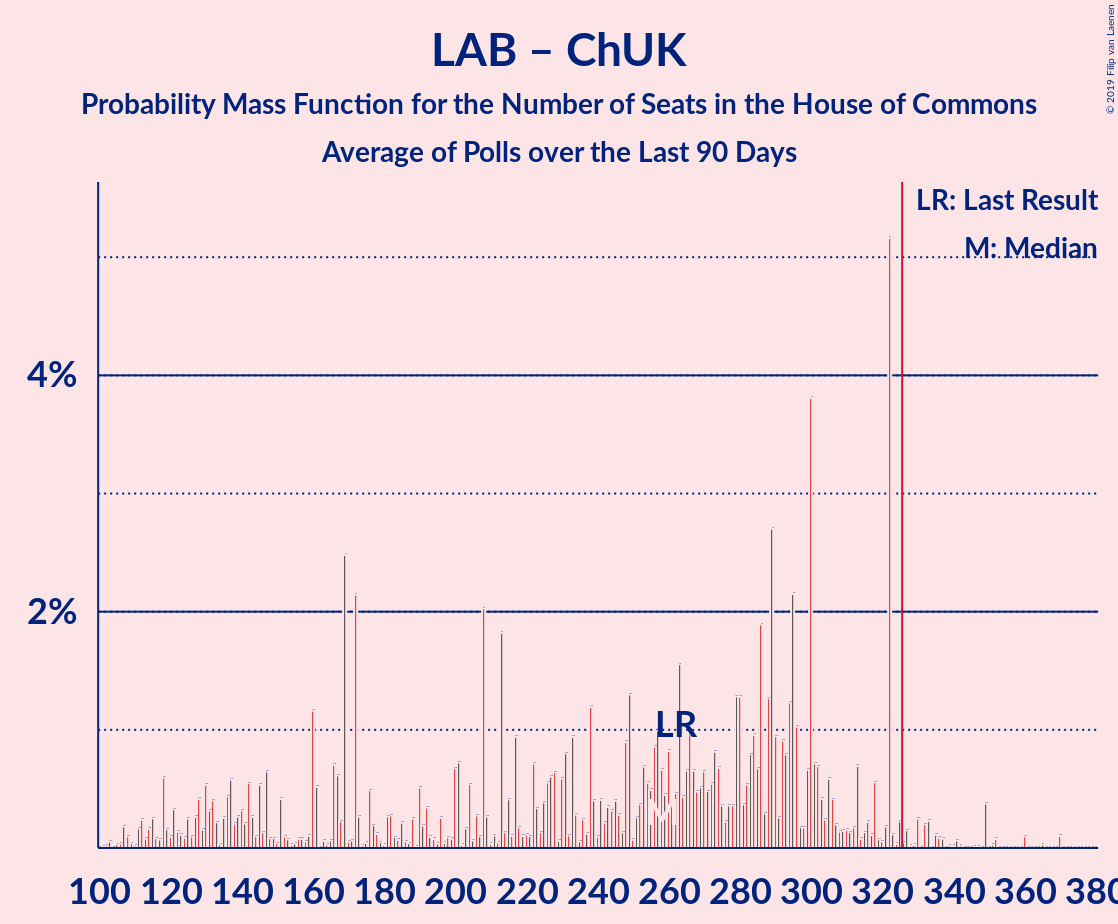 LAB – ChUK
Probability Mass Function for the Number of Seats in the House of Commons
Average of Polls over the Last 90 Days
© 2019 Filip van Laenen
LR: Last Result
M: Median
4%
2%
LR
M
100 120 140 160 180 200 220 240 260 280 300 320 340 360 380